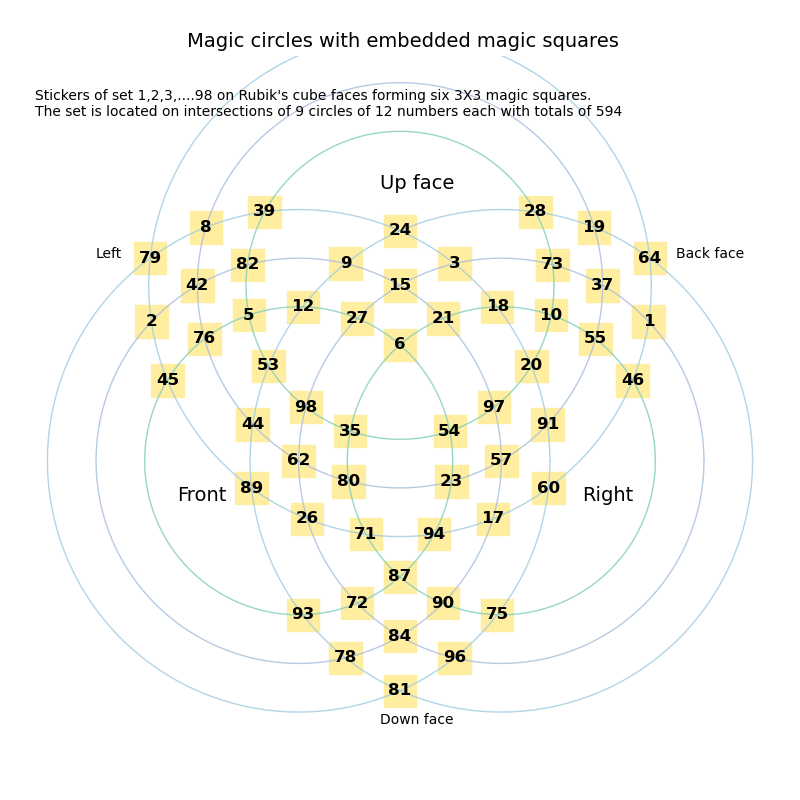 Magic circles with embedded magic squares
Stickers of set 1,2,3,....98 on Rubik's cube faces forming six 3X3 magic squares.
The set is located on intersections of 9 circles of 12 numbers each with totals of 594
Up face
39 28
8 24 19
Left 79 9 3 64 Back face
82 73
42 15 37
12 18
2 5 27 21 10 1
76 6 55
53 20
45 46
98 97
44 35 54 91
62 57
80 23
Front 89 60 Right
26 17
71 94
87
72 90
93 75
84
78 96
81
Down face